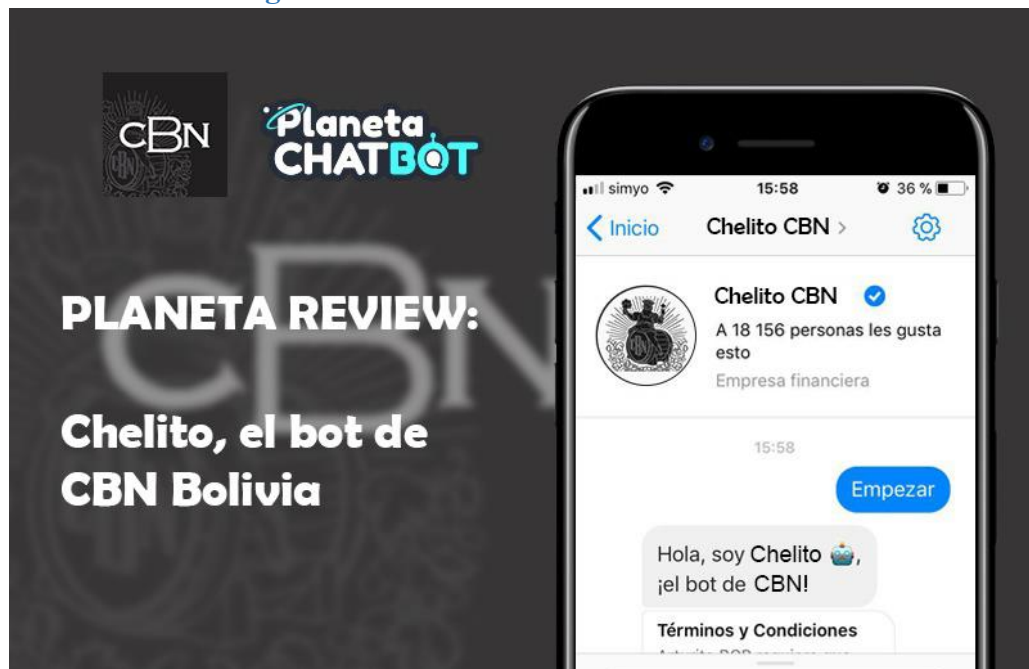 CBN
Planeta
CHATBOT
PLANETA REVIEW:
Chelito, el bot de
CBN Bolivia
simyo 15:58 36 %
Inicio Chelito CBN
Chelito CBN
A 18 156 personas les gusta
esto
Empresa financiera
15:58
Empezar
Hola, soy Chelito 🤖,
¡el bot de CBN!
Términos y Condiciones
CBN